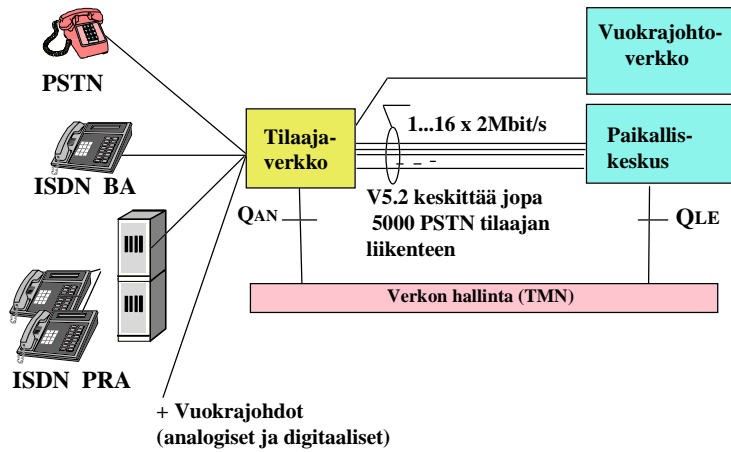 PSTN
ISDN BA
ISDN PRA
+ Vuokrajohdot
(analogiset ja digitaaliset)
Tilaaja-
verkko
1...16 x 2Mbit/s
V5.2 keskittää jopa
5000 PSTN tilaajan
liikenteen
Vuokrajohto-
verkko
Paikallis-
keskus
QAN
QLE
Verkon hallinta (TMN)